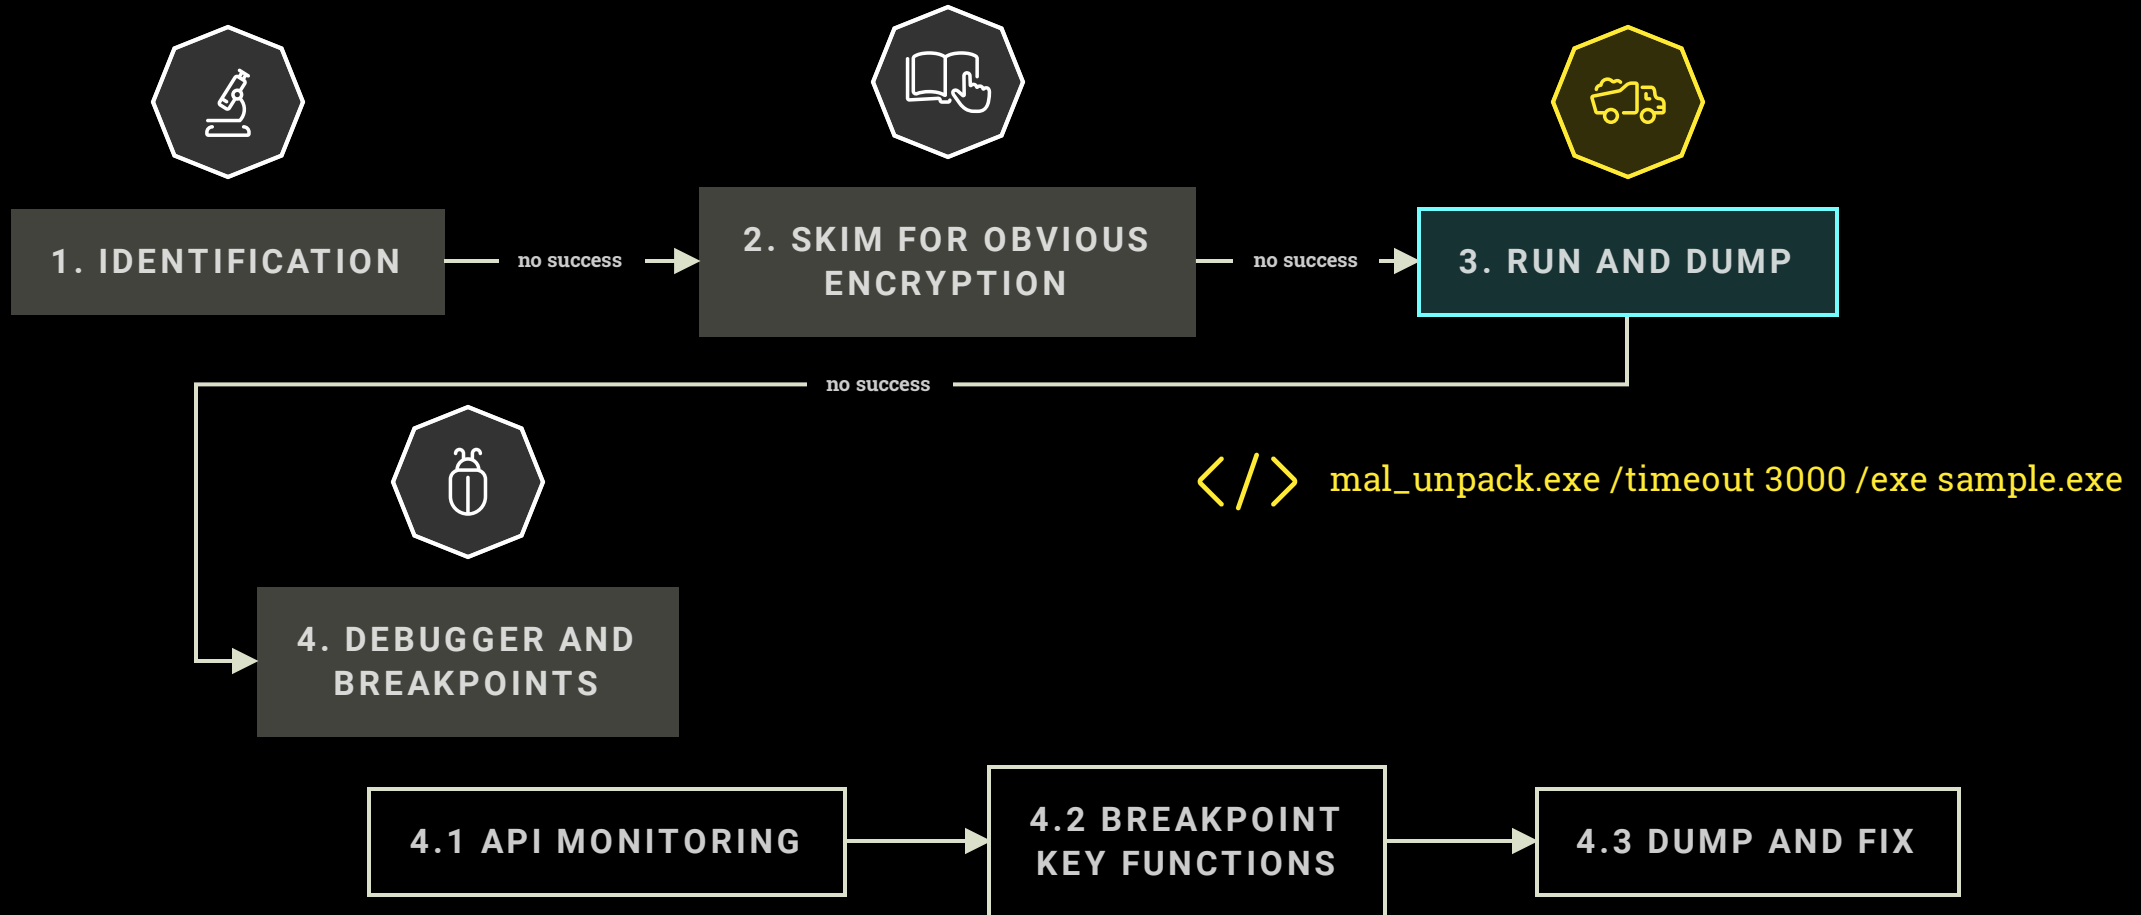 1. IDENTIFICATION
no success
2. SKIM FOR OBVIOUS
ENCRYPTION
no success
3. RUN AND DUMP
no success
mal_unpack.exe /timeout 3000 /exe sample.exe
4. DEBUGGER AND
BREAKPOINTS
4.1 API MONITORING
4.2 BREAKPOINT
KEY FUNCTIONS
4.3 DUMP AND FIX